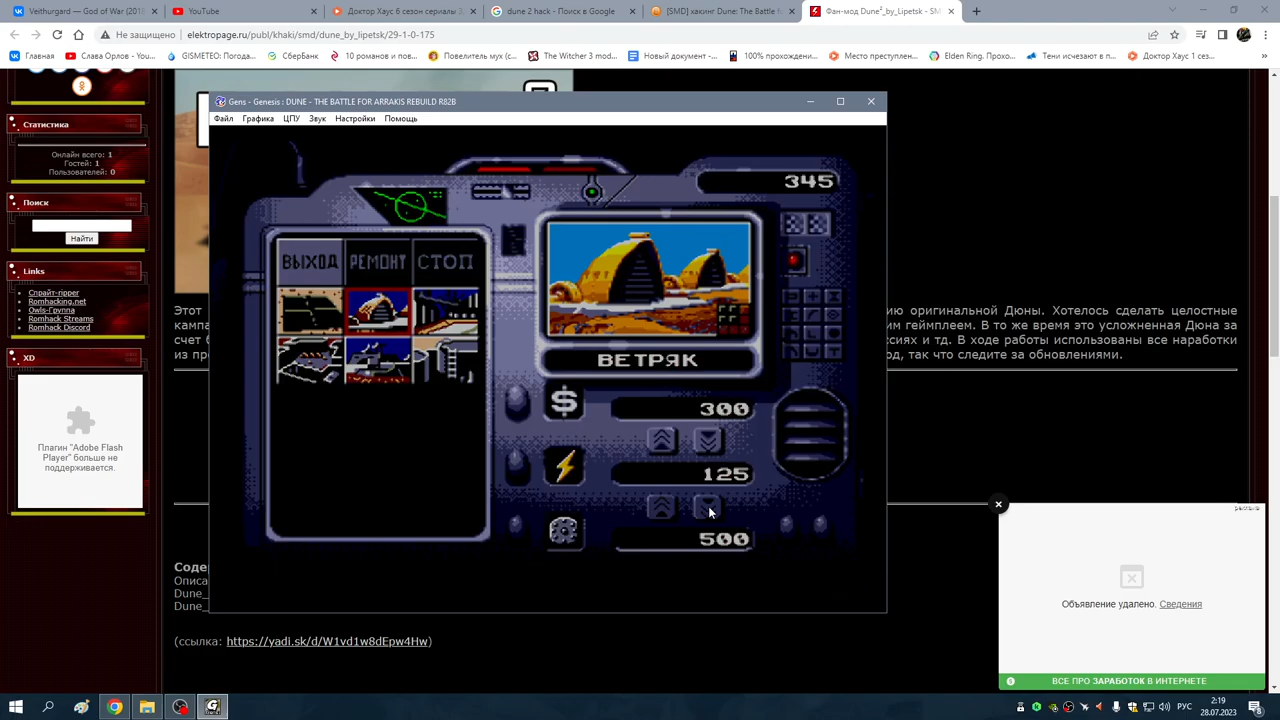 Veithurgard — God of War (2018
YouTube
Доктор Хаус 6 сезон сериалы З
dune 2 hack - Поиск в Google
[SMD] хакинг Dune: The Battle f
Фан-мод Dune²_by_Lipetsk - SM
Не защищено
elektropage.ru/publ/khaki/smd/dune_by_lipetsk/29-1-0-175
Главная
Слава Орлов – YouT...
GISMETEO: Погода...
СберБанк
10 романов и пов...
Повелитель мух (с...
The Witcher 3 mod...
Новый документ –...
100% прохождени...
Место преступлен...
Elden Ring. Прохо...
Тени исчезают в п...
Доктор Хаус 1 сез...
Статистика
Онлайн всего: 1
Гостей: 1
Пользователей: 0
Поиск
Найти
Links
Спрайт-ripper
Romhacking.net
Owls-Группа
Romhack Streams
Romhack Discord
XD
Плагин "Adobe Flash
Player" больше не
поддерживается.
Gens - Genesis : DUNE - THE BATTLE FOR ARRAKIS REBUILD R82B
Файл
Графика
ЦПУ
Звук
Настройки
Помощь
345
ВЫХОД
РЕМОНТ
СТОП
ВЕТРЯК
$
300
125
500
Этот
ию оригинальной Дюны. Хотелось сделать целостные
кампа
им геймплеем. В то же время это усложненная Дюна за
счет б
ссиях и тд. В ходе работы использованы все наработки
из пр
од, так что следите за обновлениями.
Соде
Описа
Dune_
Dune_
(ссылка: https://yadi.sk/d/W1vd1w8dEpw4Hw)
Объявление удалено. Сведения
ВСЕ ПРО ЗАРАБОТОК В ИНТЕРНЕТЕ
РУС
2:19
28.07.2023
8